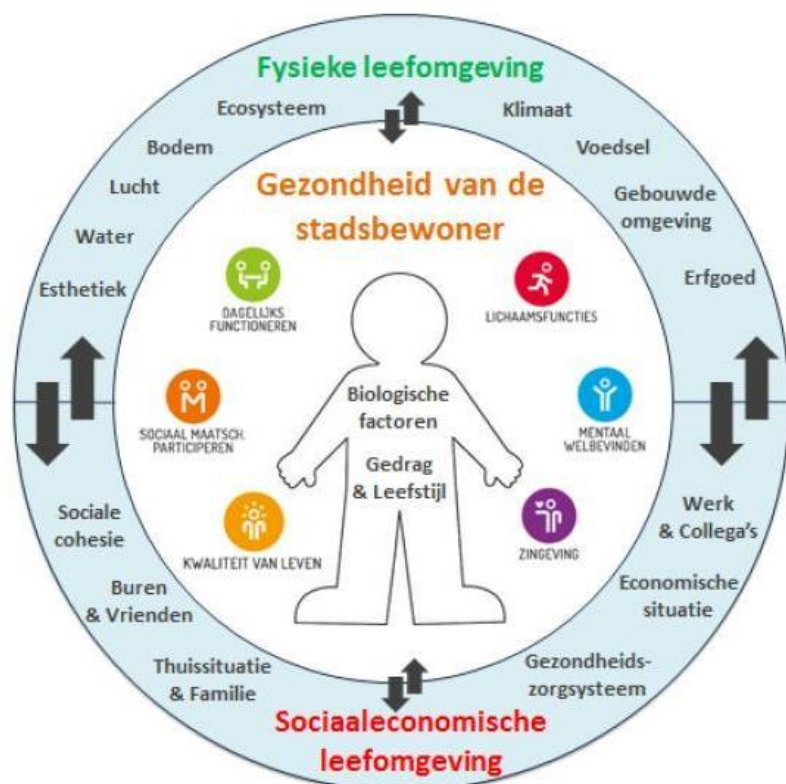 Fysieke leefomgeving
Ecosysteem
Klimaat
Bodem
Voedsel
Lucht
Gebouwde
omgeving
Water
Esthetiek
Erfgoed
Gezondheid van de
stadsbewoner
DAGELIJKS
FUNCTIONEREN
LICHAAMSFUNCTIES
SOCIAAL MAATSCH.
PARTICIPEREN
Biologische
factoren
MENTAAL
WELBEVINDEN
Gedrag
& Leefstijl
KWALITEIT VAN LEVEN
ZINGEVING
Sociale
cohesie
Werk
& Collega's
Buren
& Vrienden
Economische
situatie
Thuissituatie
& Familie
Gezondheids-
zorgsysteem
Sociaaleconomische
leefomgeving